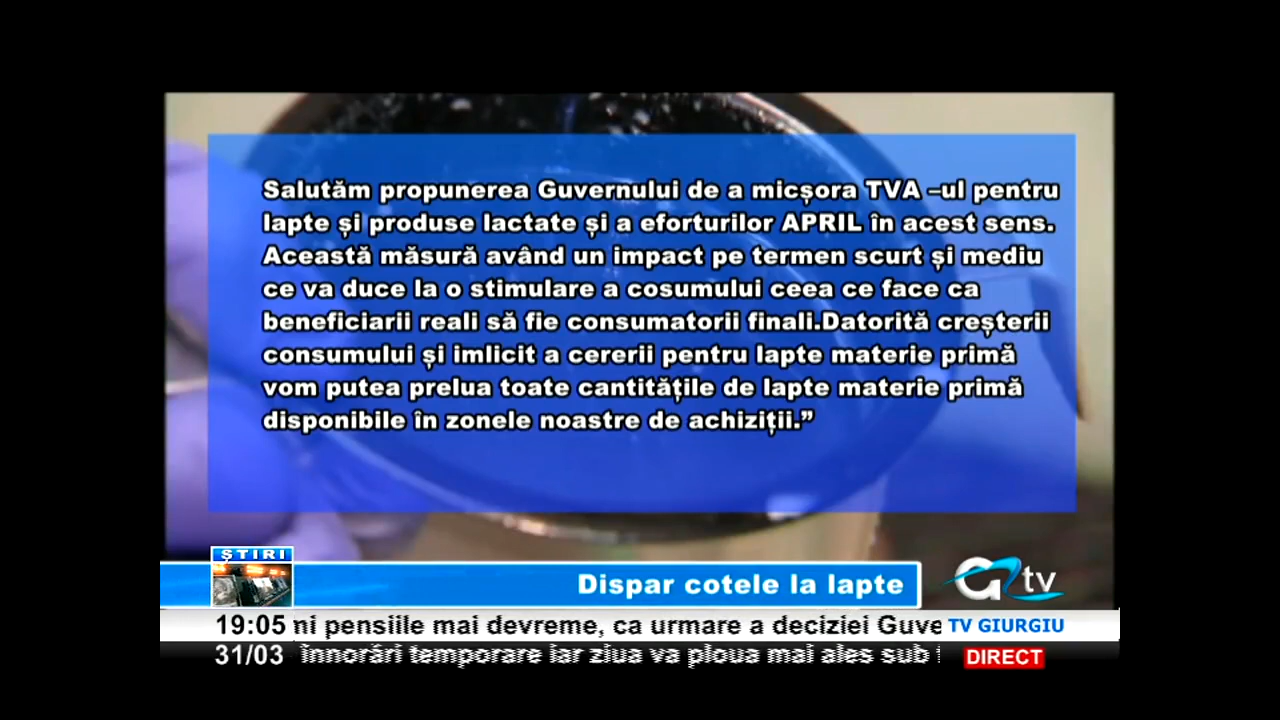 Salutăm propunerea Guvernului de a micșora TVA –ul pentru
lapte și produse lactate și a eforturilor APRIL în acest sens.
Această măsură având un impact pe termen scurt și mediu
ce va duce la o stimulare a cosumului ceea ce face ca
beneficiarii reali să fie consumatorii finali.Datorită creșterii
consumului și imlicit a cererii pentru lapte materie primă
vom putea prelua toate cantitățile de lapte materie primă
disponibile în zonele noastre de achiziții.”
ȘTIRI
Dispar cotele la lapte
G tv
19:05 ni pensiile mai devreme, ca urmare a deciziei Guve
TV GIURGIU
31/03 înnorări temporare iar ziua va ploua mai ales sub
DIRECT